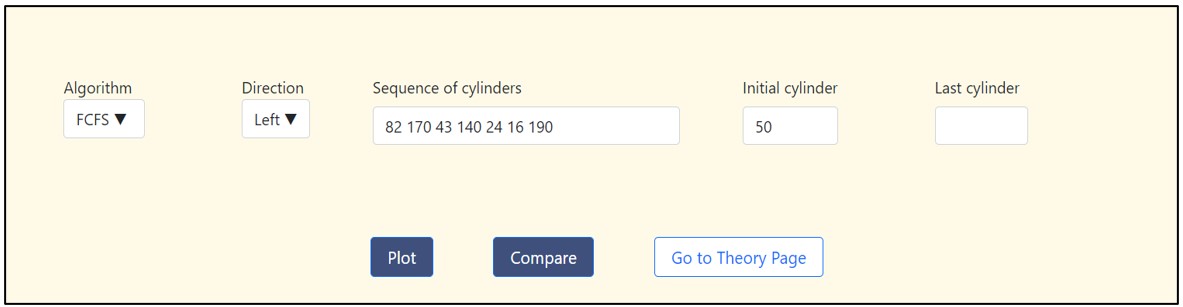 Algorithm Direction Sequence of cylinders Initial cylinder Last cylinder
FCFS ▼ Left ▼ 82 170 43 140 24 16 190 50
Plot Compare Go to Theory Page